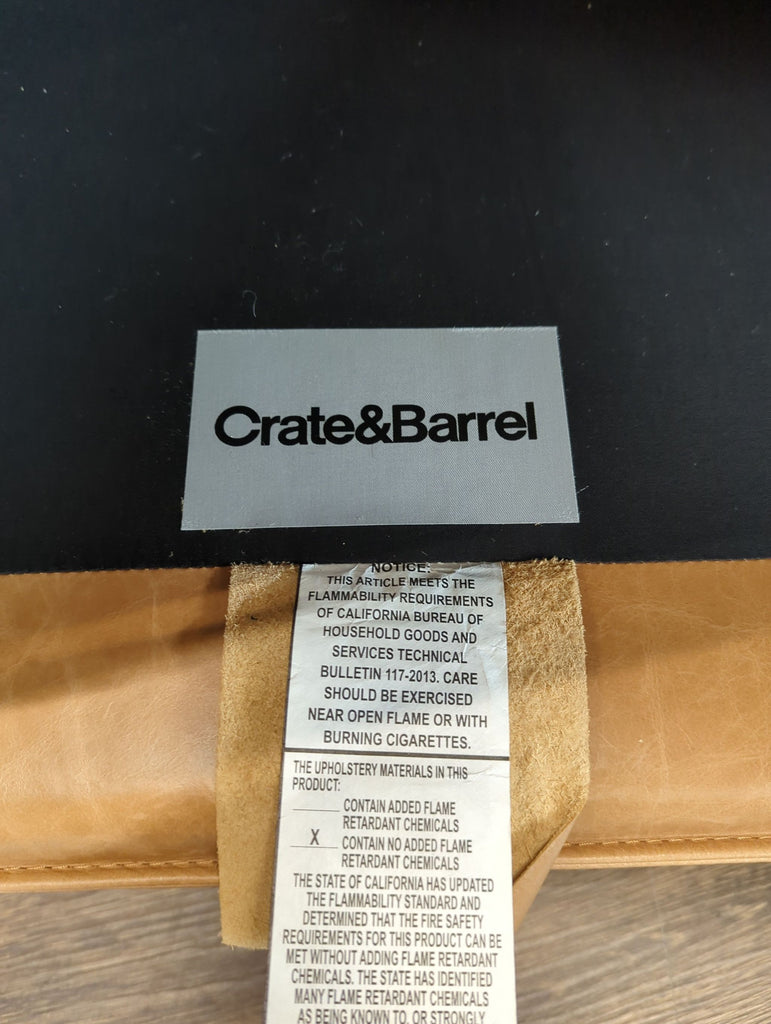 Crate&Barrel
NOTICE:
THIS ARTICLE MEETS THE
FLAMMABILITY REQUIREMENTS
OF CALIFORNIA BUREAU OF
HOUSEHOLD GOODS AND
SERVICES TECHNICAL
BULLETIN 117-2013. CARE
SHOULD BE EXERCISED
NEAR OPEN FLAME OR WITH
BURNING CIGARETTES.
THE UPHOLSTERY MATERIALS IN THIS
PRODUCT:
______ CONTAIN ADDED FLAME
RETARDANT CHEMICALS
__X__ CONTAIN NO ADDED FLAME
RETARDANT CHEMICALS
THE STATE OF CALIFORNIA HAS UPDATED
THE FLAMMABILITY STANDARD AND
DETERMINED THAT THE FIRE SAFETY
REQUIREMENTS FOR THIS PRODUCT CAN BE
MET WITHOUT ADDING FLAME RETARDANT
CHEMICALS. THE STATE HAS IDENTIFIED
MANY FLAME RETARDANT CHEMICALS
AS BEING KNOWN TO, OR STRONGLY